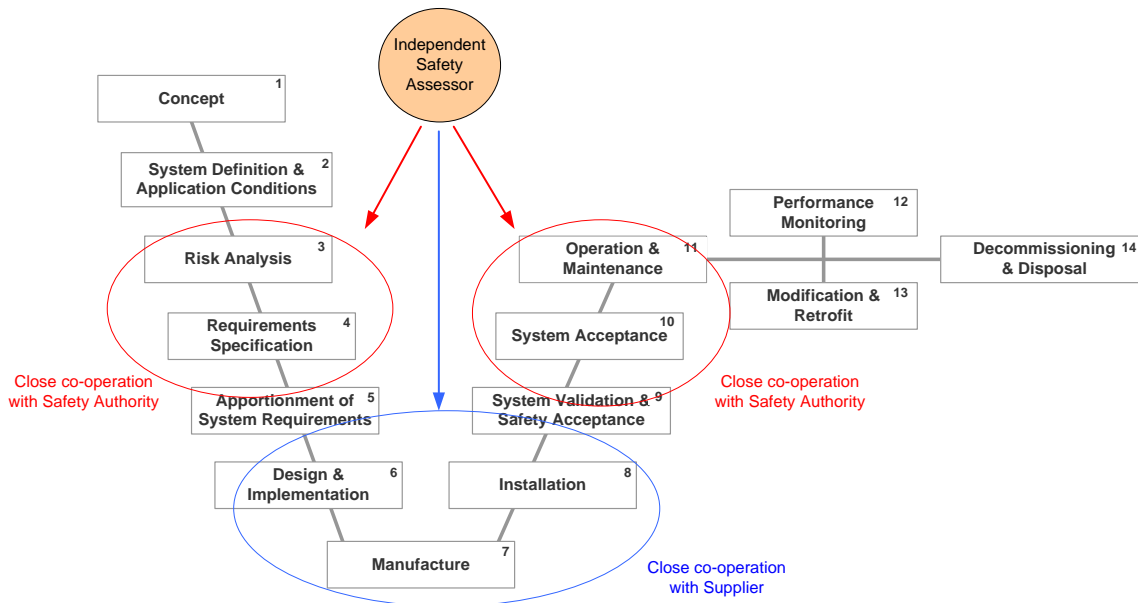 Independent
Safety
Assessor
1
Concept
2
System Definition &
Application Conditions
3
Risk Analysis
4
Requirements
Specification
Close co-operation
with Safety Authority
5
Apportionment of
System Requirements
6
Design &
Implementation
7
Manufacture
8
Installation
9
System Validation &
Safety Acceptance
10
System Acceptance
11
Operation &
Maintenance
Close co-operation
with Safety Authority
12
Performance
Monitoring
13
Modification &
Retrofit
14
Decommissioning
& Disposal
Close co-operation
with Supplier